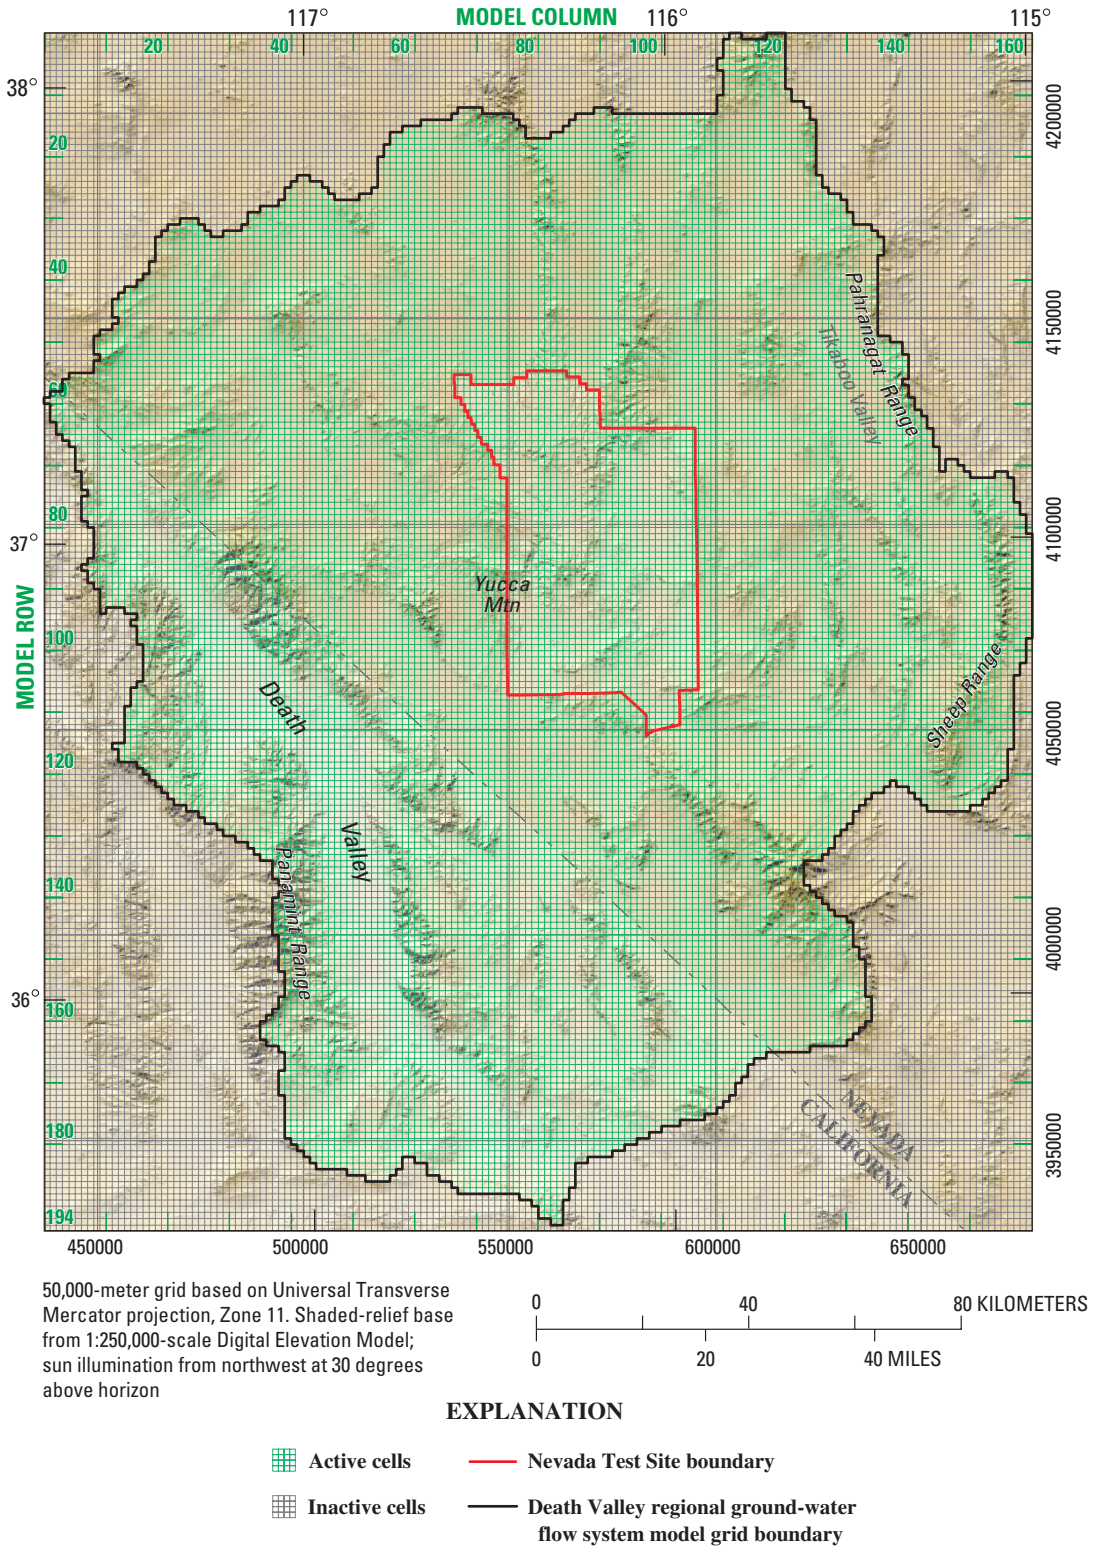 117°
MODEL COLUMN
116°
115°
20
40
60
80
100
120
140
160
38°
20
40
60
80
37°
100
120
140
36°
160
180
194
MODEL ROW
4200000
4150000
4100000
4050000
4000000
3950000
Pahranagat Range
Tikaboo Valley
Yucca
Mtn
Death
Valley
Sheep Range
Panamint Range
NEVADA
CALIFORNIA
450000
500000
550000
600000
650000
50,000-meter grid based on Universal Transverse
Mercator projection, Zone 11. Shaded-relief base
from 1:250,000-scale Digital Elevation Model;
sun illumination from northwest at 30 degrees
above horizon
0
40
80 KILOMETERS
0
20
40 MILES
EXPLANATION
Active cells
Nevada Test Site boundary
Inactive cells
Death Valley regional ground-water
flow system model grid boundary